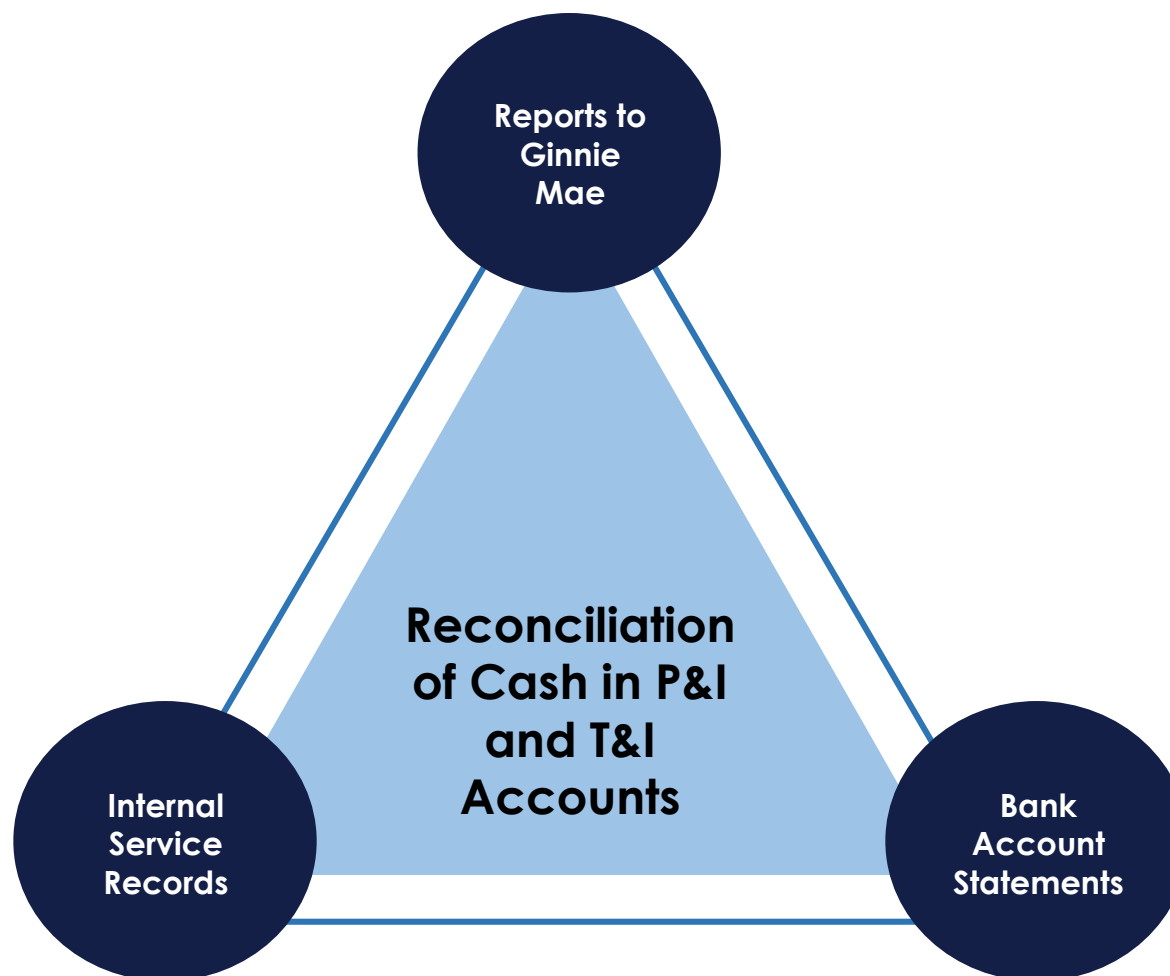 Reports to
Ginnie
Mae
Reconciliation
of Cash in P&I
and T&I
Accounts
Internal
Service
Records
Bank
Account
Statements